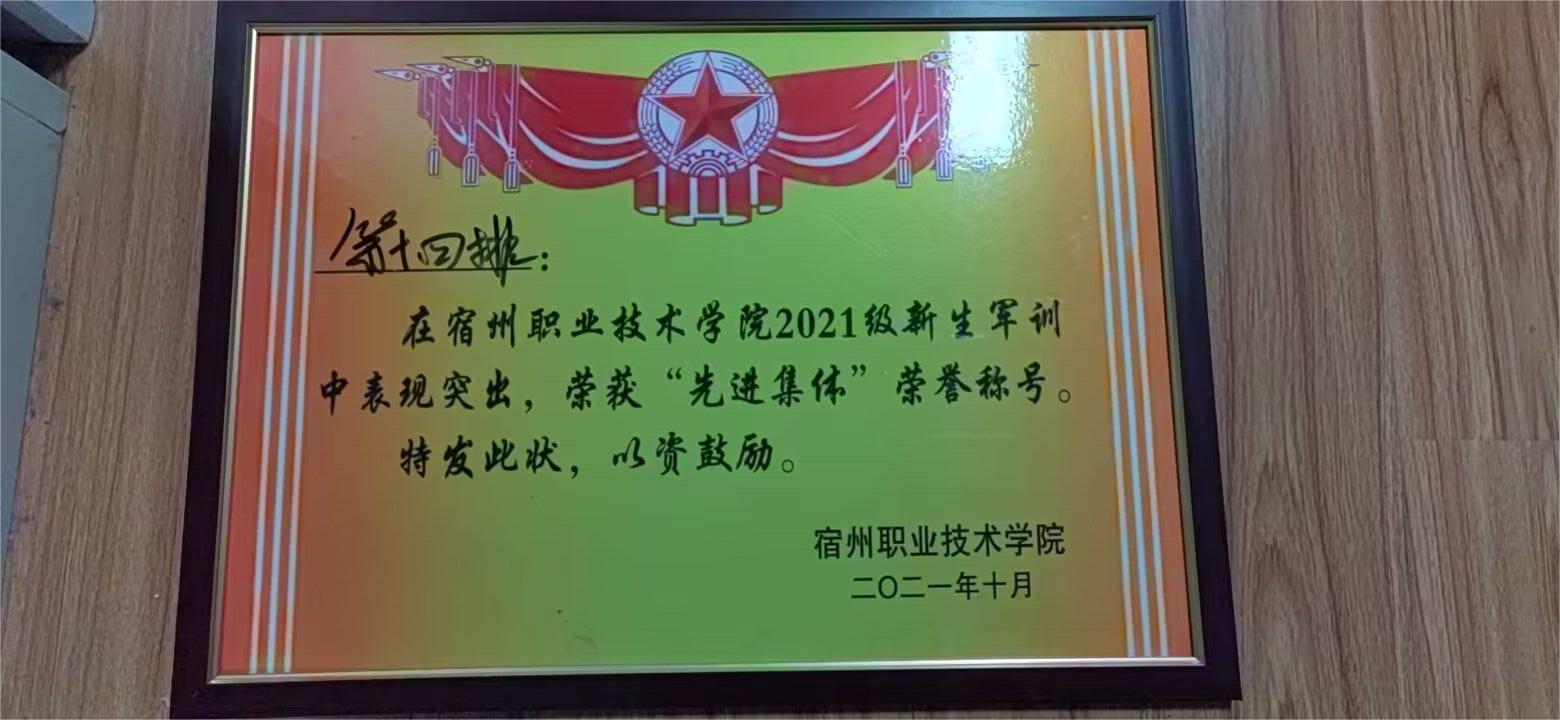 第十四排：
在宿州职业技术学院2021级新生军训
中表现突出，荣获“先进集体”荣誉称号。
特发此状，以资鼓励。
宿州职业技术学院
二〇二一年十月